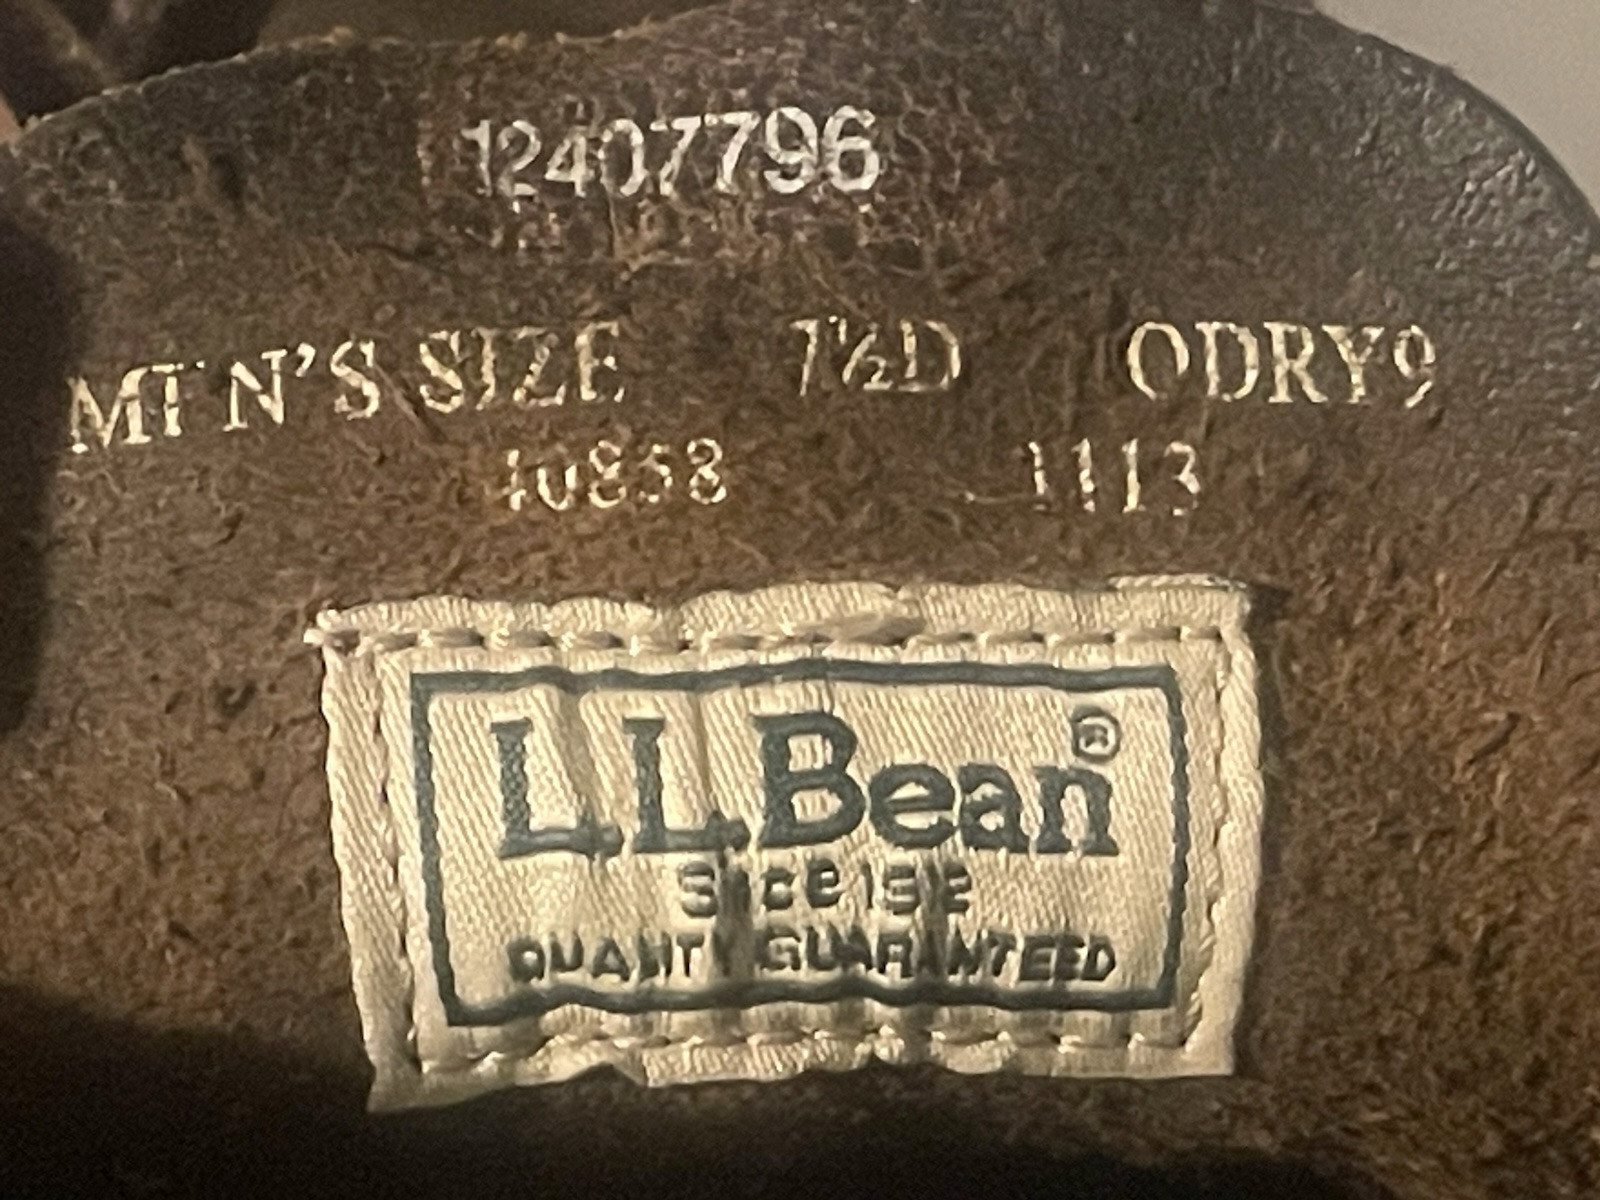 12407796
MEN'S SIZE 7½D ODRY9
40858 1113
L.L.Bean®
Since 1912
QUALITY GUARANTEED